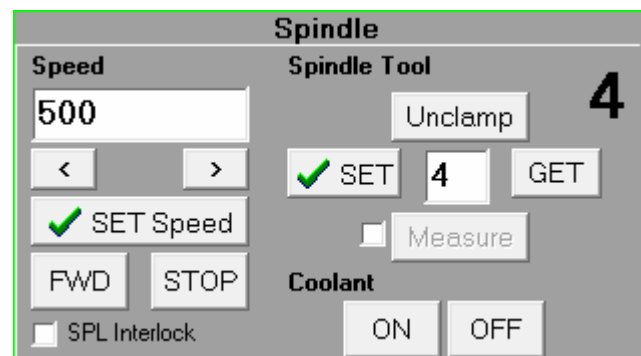 Spindle
Speed
Spindle Tool
500
Unclamp
4
< >
SET
4
GET
SET Speed
Measure
FWD
STOP
Coolant
SPL Interlock
ON
OFF